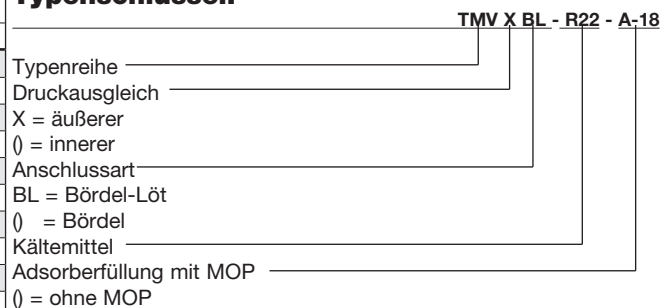 Typenschlüssel
TMV X BL - R22 - A-18
Typenreihe
Druckausgleich
X = äußerer
() = innerer
Anschlussart
BL = Bördel-Löt
() = Bördel
Kältemittel
Adsorberfüllung mit MOP
() = ohne MOP